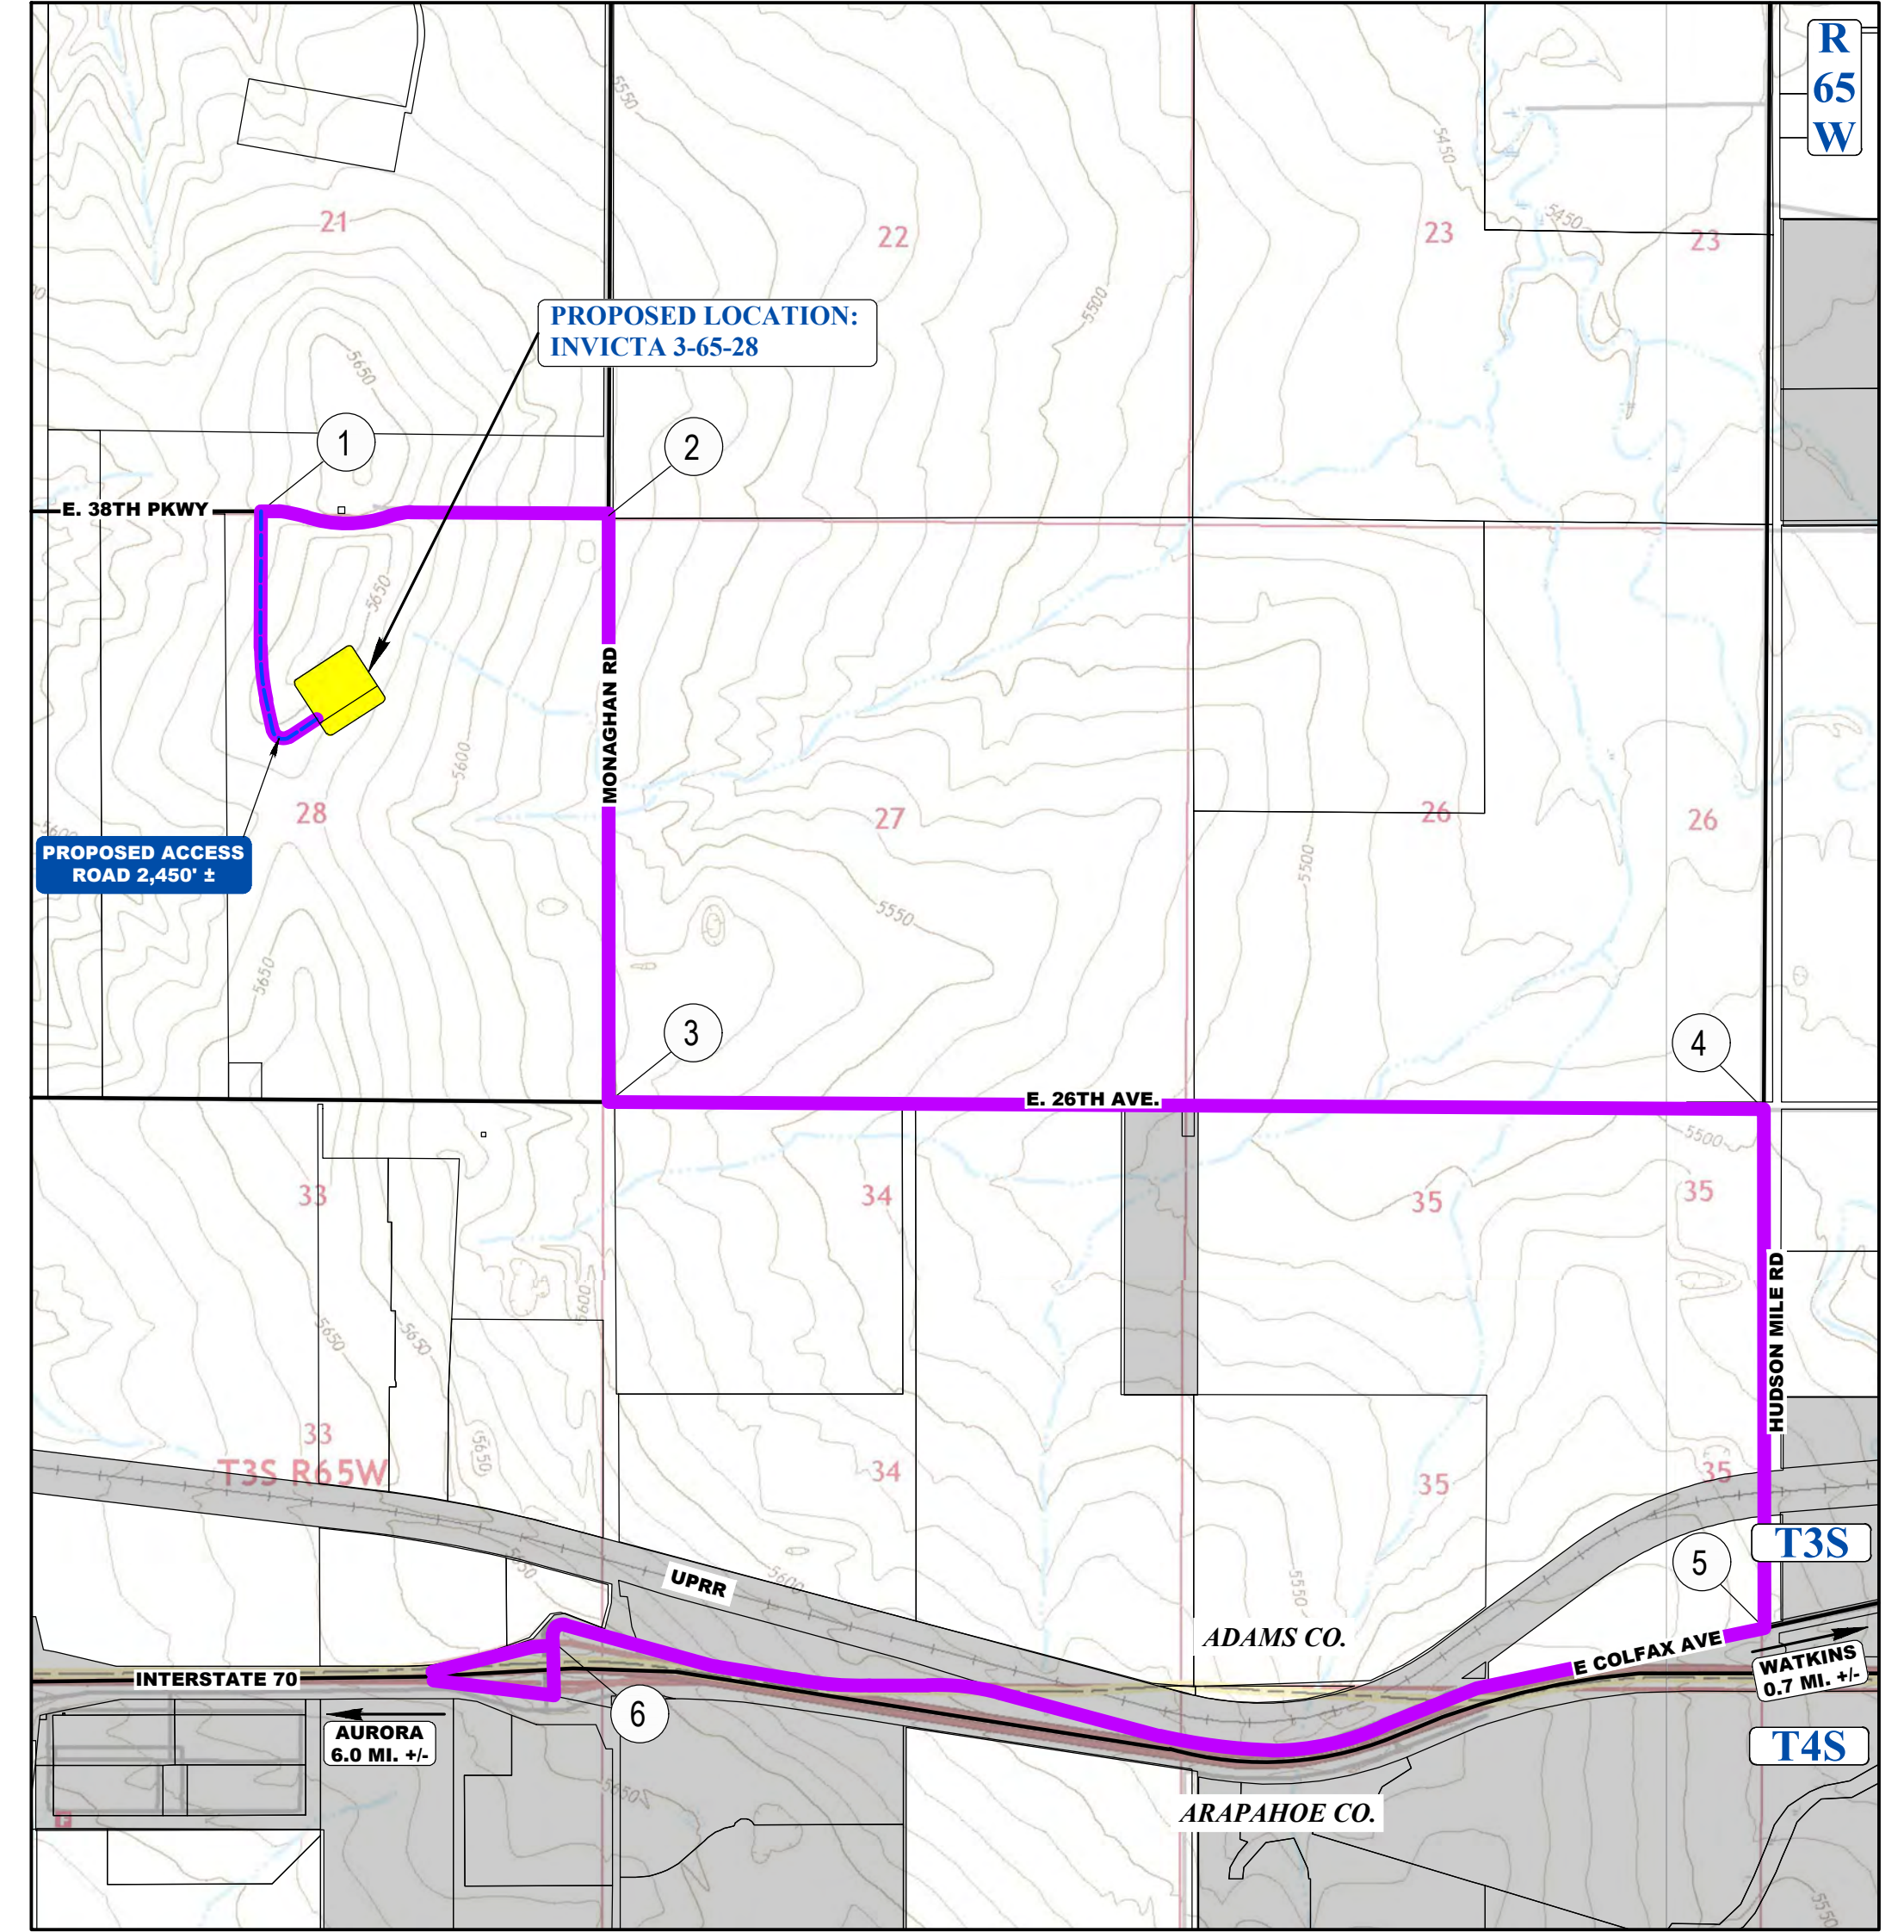 R
65
W
5550
5450
21
22
23
5450
23
5500
PROPOSED LOCATION:
INVICTA 3-65-28
5650
1
2
E. 38TH PKWY
5650
MONAGHAN RD
5600
28
27
26
26
5500
PROPOSED ACCESS
ROAD 2,450' ±
5600
5550
5650
3
4
E. 26TH AVE.
5500
33
34
35
35
HUDSON MILE RD
5600
5650
5650
33
T3S R65W
5650
34
35
35
T3S
5
UPRR
5600
5550
ADAMS CO.
E COLFAX AVE
WATKINS
0.7 MI. +/-
INTERSTATE 70
6
AURORA
6.0 MI. +/-
T4S
5650
ARAPAHOE CO.
F
5550